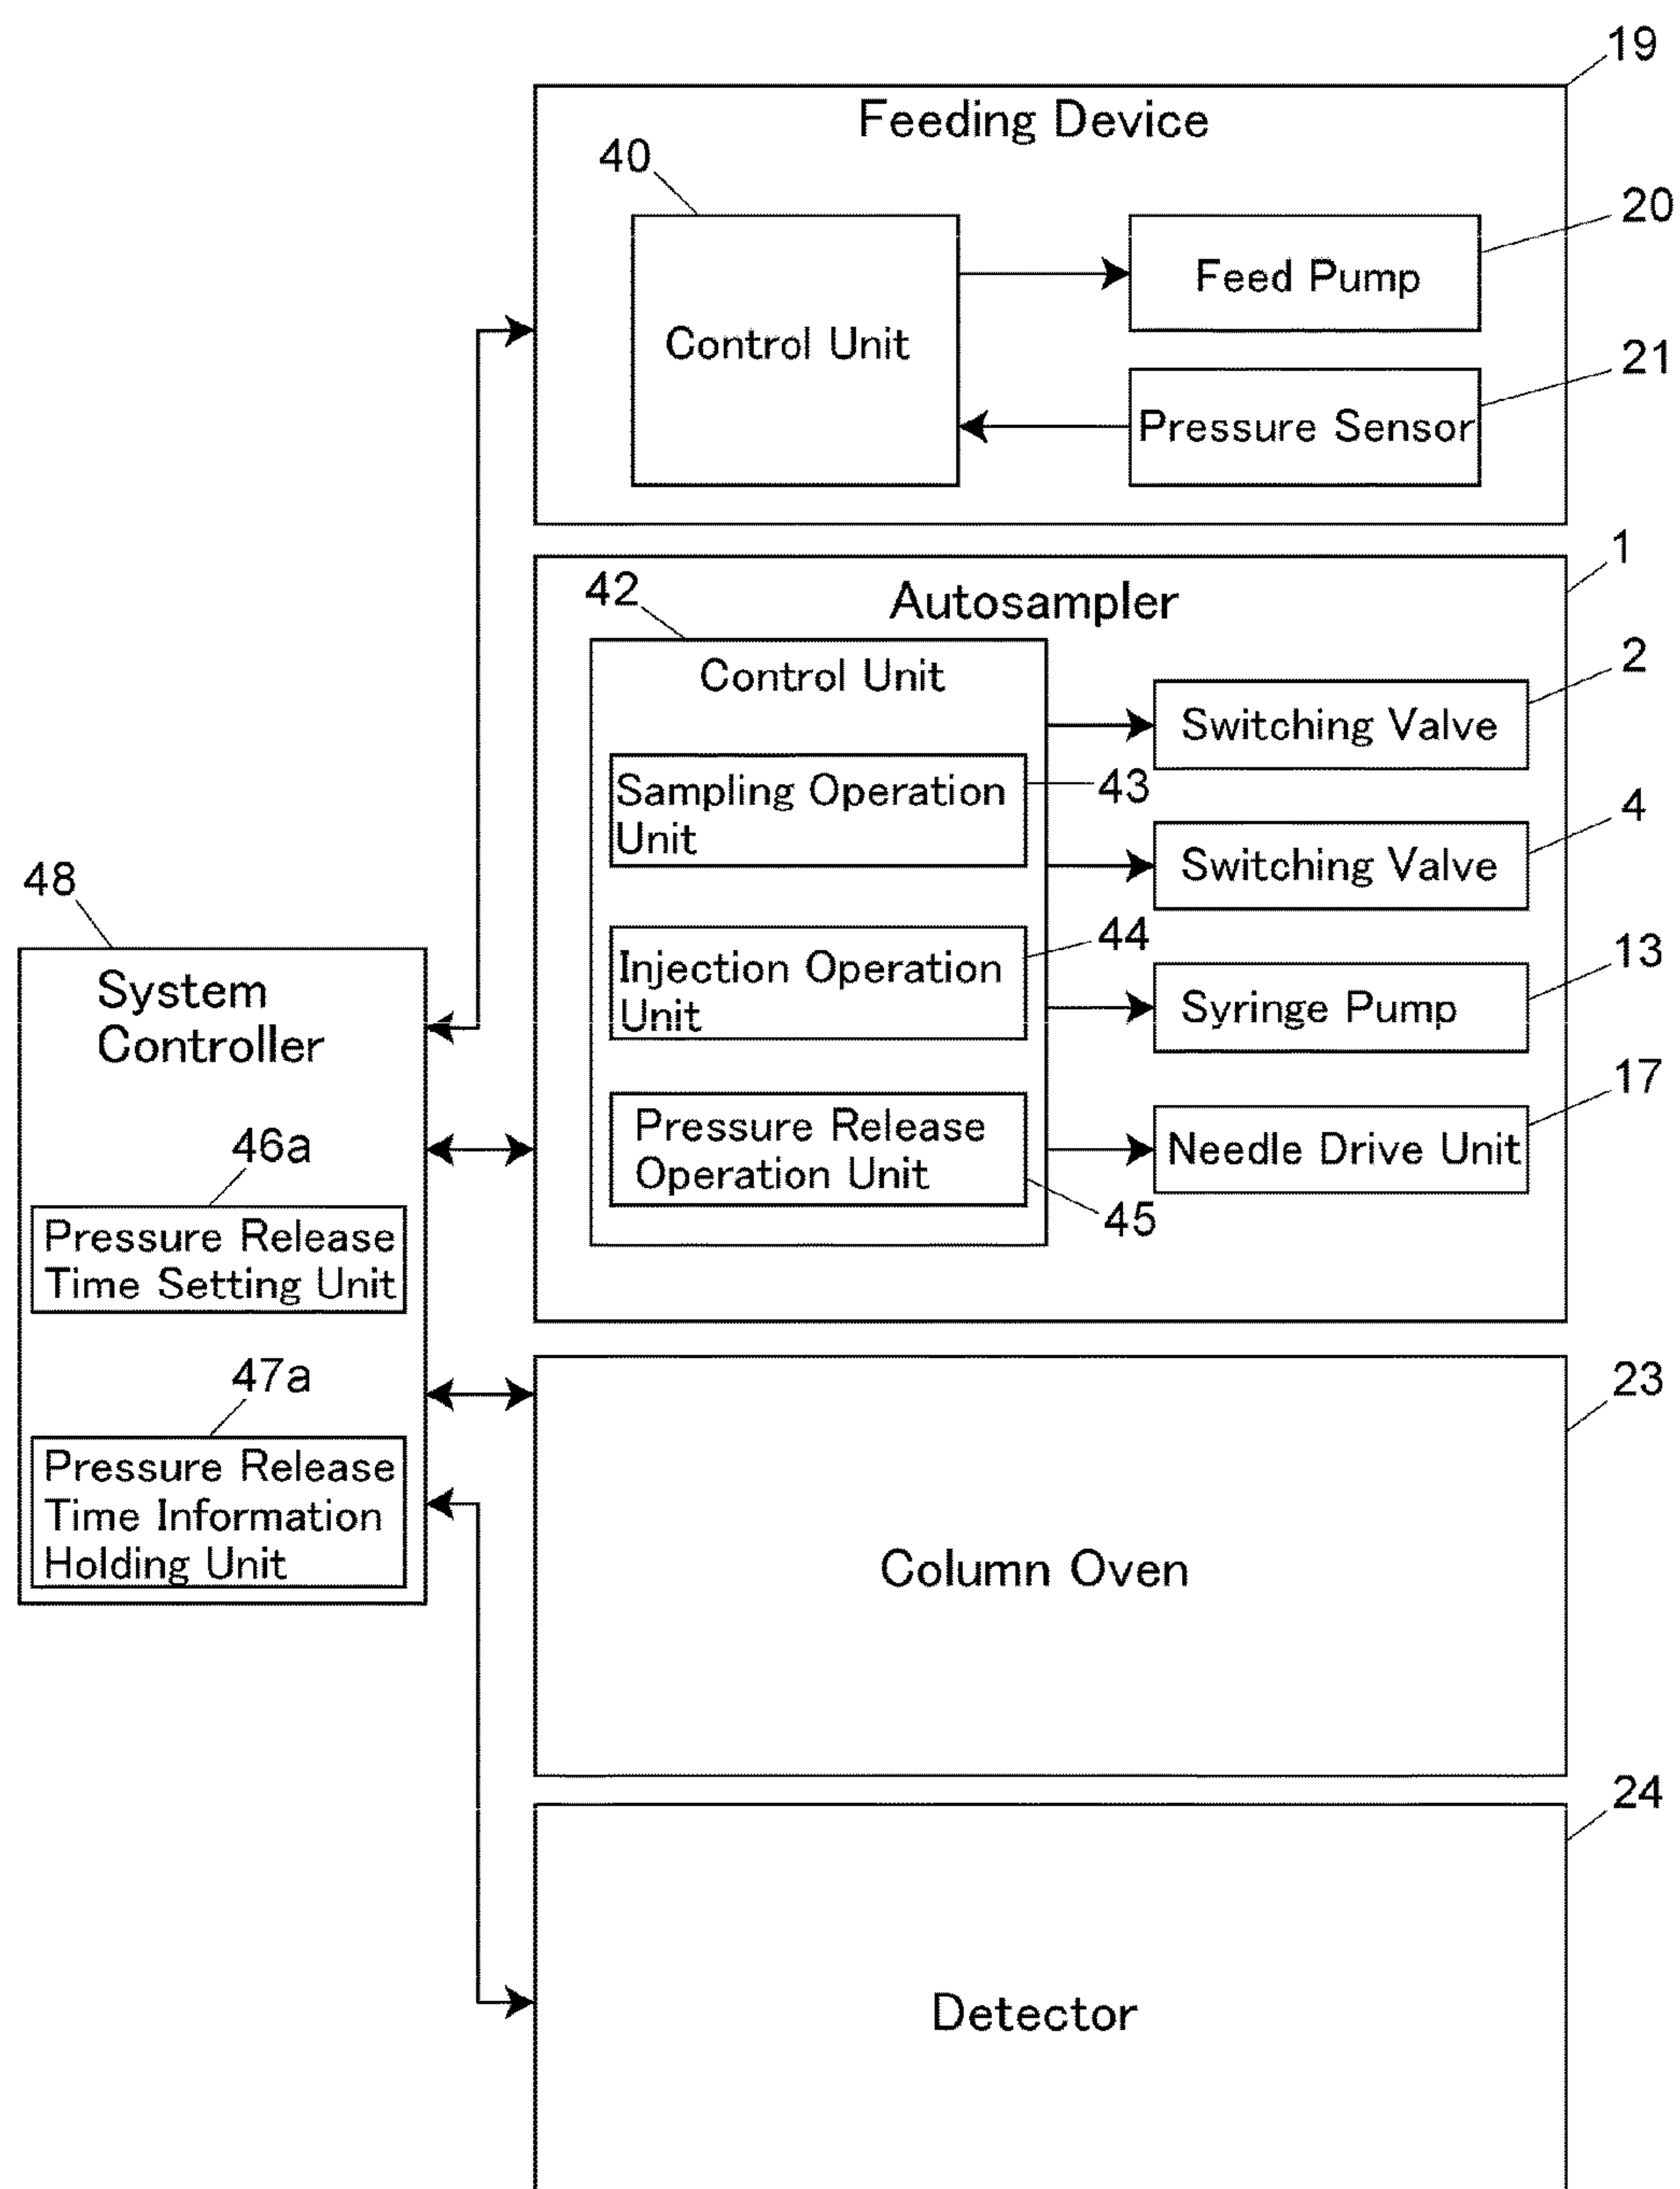 19
Feeding Device
40
20
Control Unit
Feed Pump
21
Pressure Sensor
1
42
Autosampler
2
Control Unit
Switching Valve
Sampling Operation
Unit
43
4
Switching Valve
48
44
13
System
Controller
Injection Operation
Unit
Syringe Pump
17
46a
Pressure Release
Operation Unit
Needle Drive Unit
45
Pressure Release
Time Setting Unit
47a
23
Pressure Release
Time Information
Holding Unit
Column Oven
24
Detector